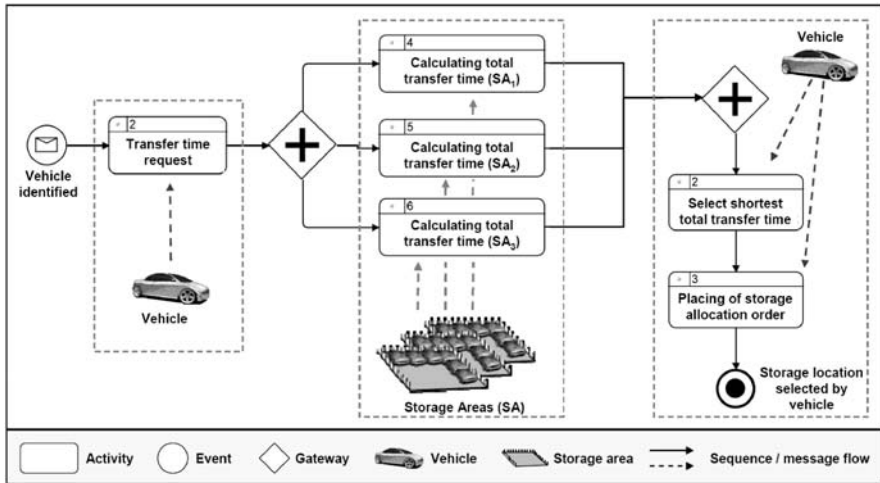 Vehicle
identified
2
Transfer time
request
Vehicle
4
Calculating total
transfer time (SA₁)
5
Calculating total
transfer time (SA₂)
6
Calculating total
transfer time (SA₃)
Storage Areas (SA)
Vehicle
2
Select shortest
total transfer time
3
Placing of storage
allocation order
Storage location
selected by
vehicle
Activity
Event
Gateway
Vehicle
Storage area
Sequence / message flow